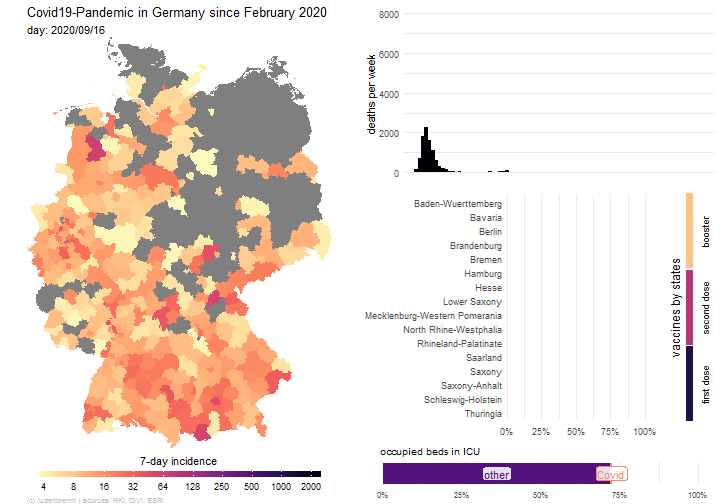 Covid19-Pandemic in Germany since February 2020
day: 2020/09/16
7-day incidence
4 8 16 32 64 125 250 500 1000 2000
(c) /u/zeitbrennt | sources: RKI, DIVI, ESRI
deaths per week
8000
6000
4000
2000
0
Baden-Wuerttemberg
Bavaria
Berlin
Brandenburg
Bremen
Hamburg
Hesse
Lower Saxony
Mecklenburg-Western Pomerania
North Rhine-Westphalia
Rhineland-Palatinate
Saarland
Saxony
Saxony-Anhalt
Schleswig-Holstein
Thuringia
0% 25% 50% 75% 100%
vaccines by states
booster
second dose
first dose
occupied beds in ICU
other
Covid
0% 25% 50% 75% 100%